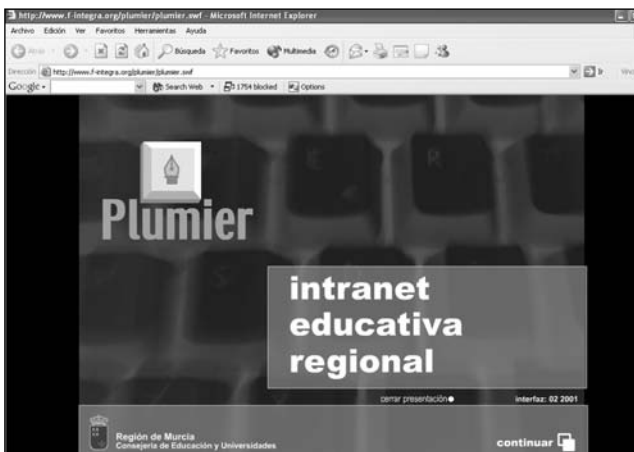 http://www.f-integra.org/plumier/plumier.swf - Microsoft Internet Explorer
Archivo Edición Ver Favoritos Herramientas Ayuda
Atrás Búsqueda Favoritos Multimedia
Dirección http://www.f-integra.org/plumier/plumier.swf Ir
Google Search Web 1754 blocked Options
Plumier
intranet
educativa
regional
cerrar presentación interfaz: 02 2001
Región de Murcia
Consejería de Educación y Universidades
continuar